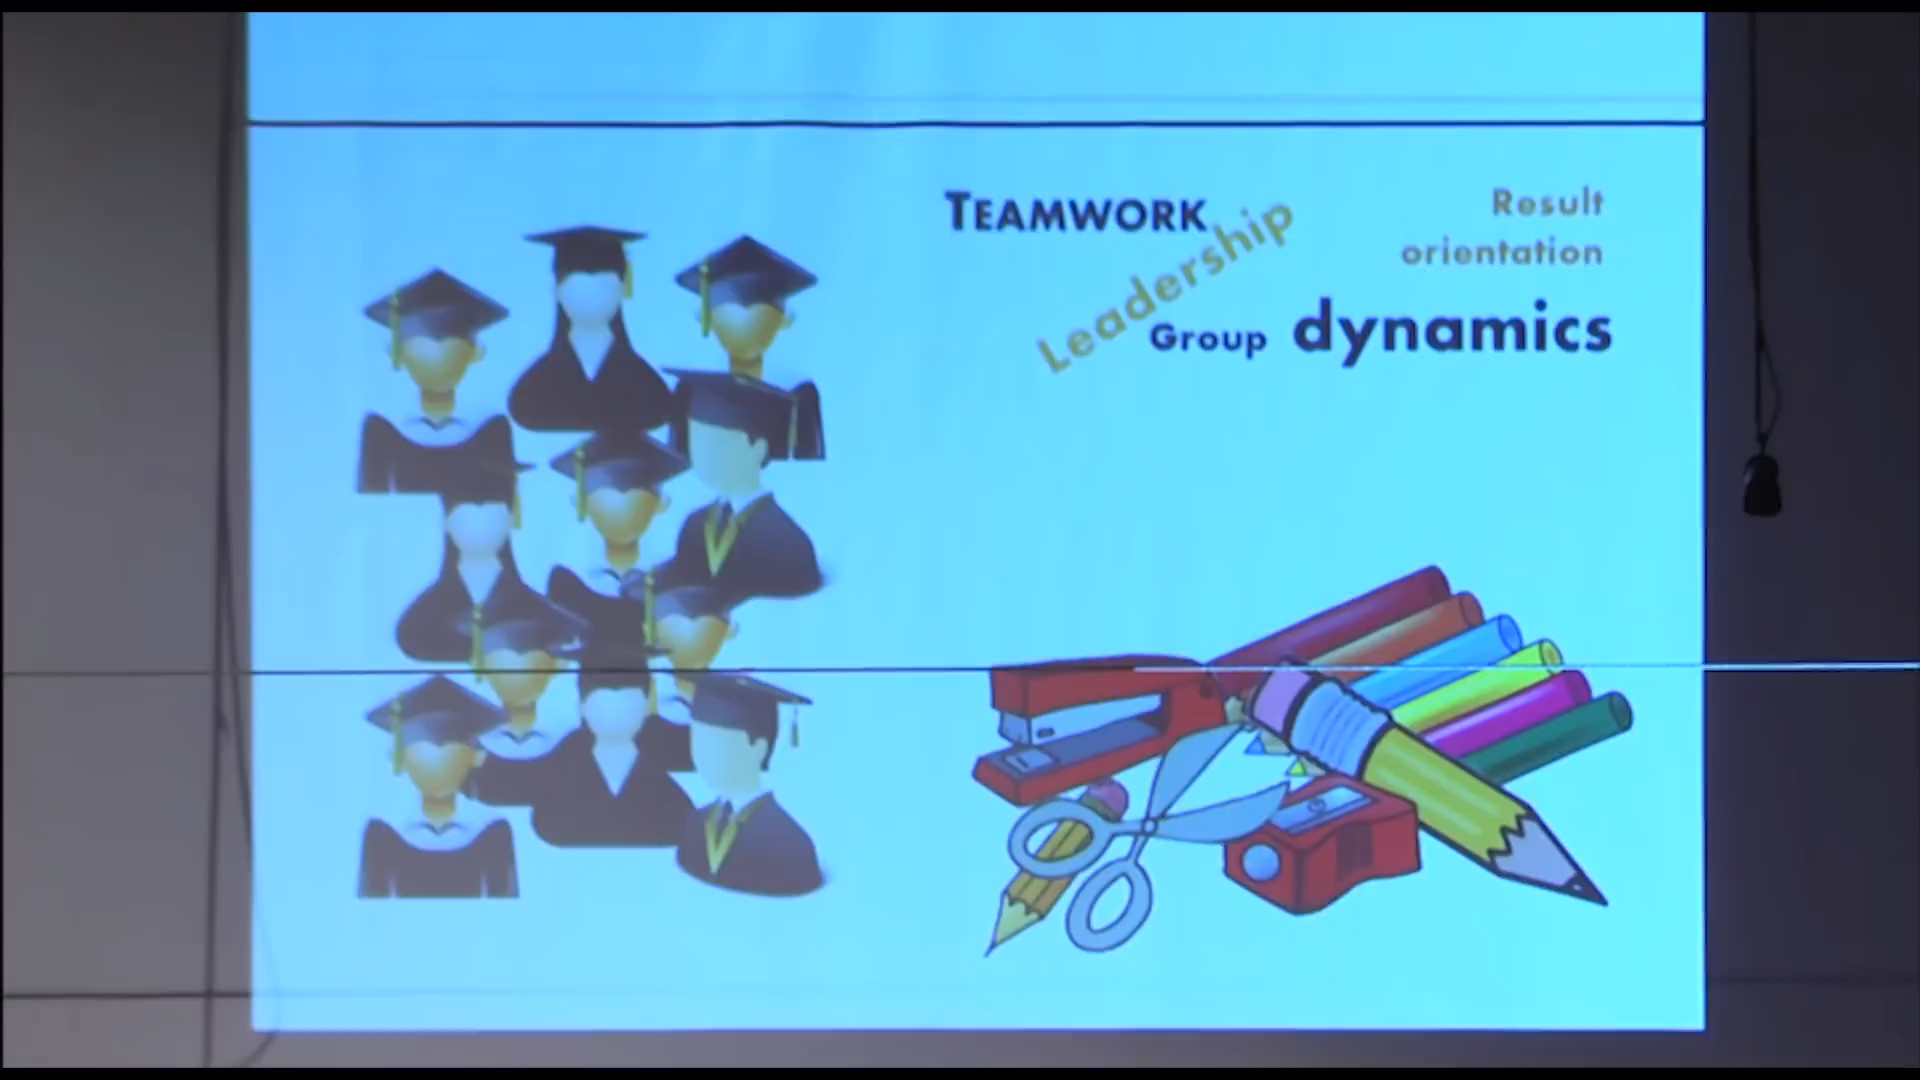 TEAMWORK
Leadership
Result
orientation
Group dynamics